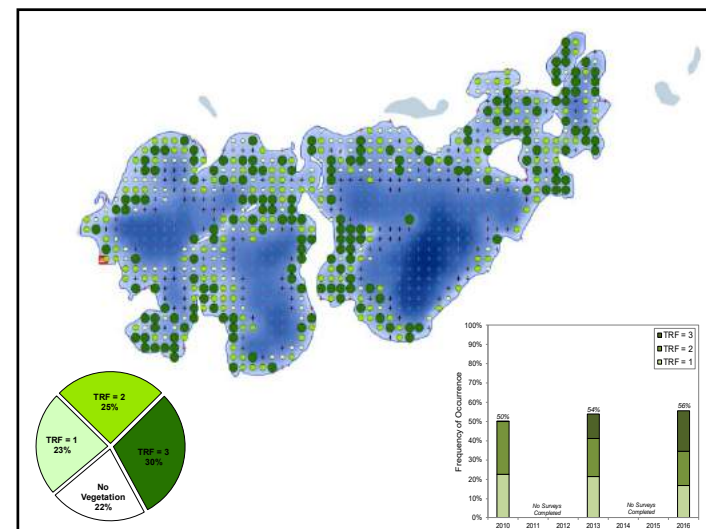 TRF = 2
25%
TRF = 1
23%
TRF = 3
30%
No
Vegetation
22%
Frequency of Occurrence
100%
90%
80%
70%
60%
50%
40%
30%
20%
10%
0%
TRF = 3
TRF = 2
TRF = 1
50%
54%
56%
No Surveys
Completed
No Surveys
Completed
2010 2011 2012 2013 2014 2015 2016